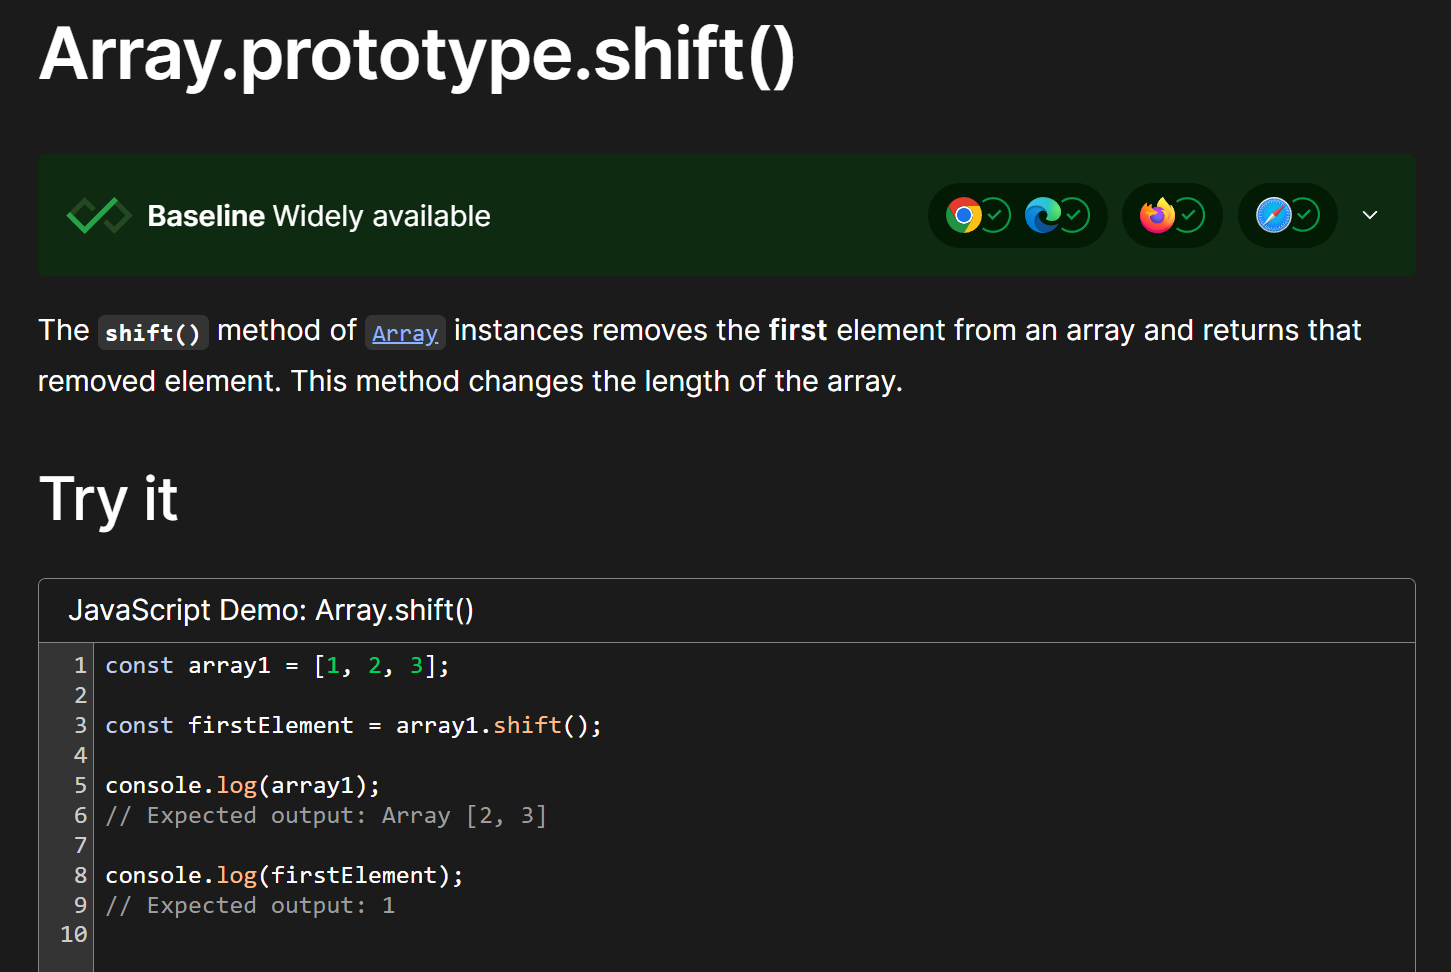 Array.prototype.shift()
Baseline Widely available
The shift() method of Array instances removes the first element from an array and returns that
removed element. This method changes the length of the array.
Try it
JavaScript Demo: Array.shift()
1 const array1 = [1, 2, 3];
2
3 const firstElement = array1.shift();
4
5 console.log(array1);
6 // Expected output: Array [2, 3]
7
8 console.log(firstElement);
9 // Expected output: 1
10